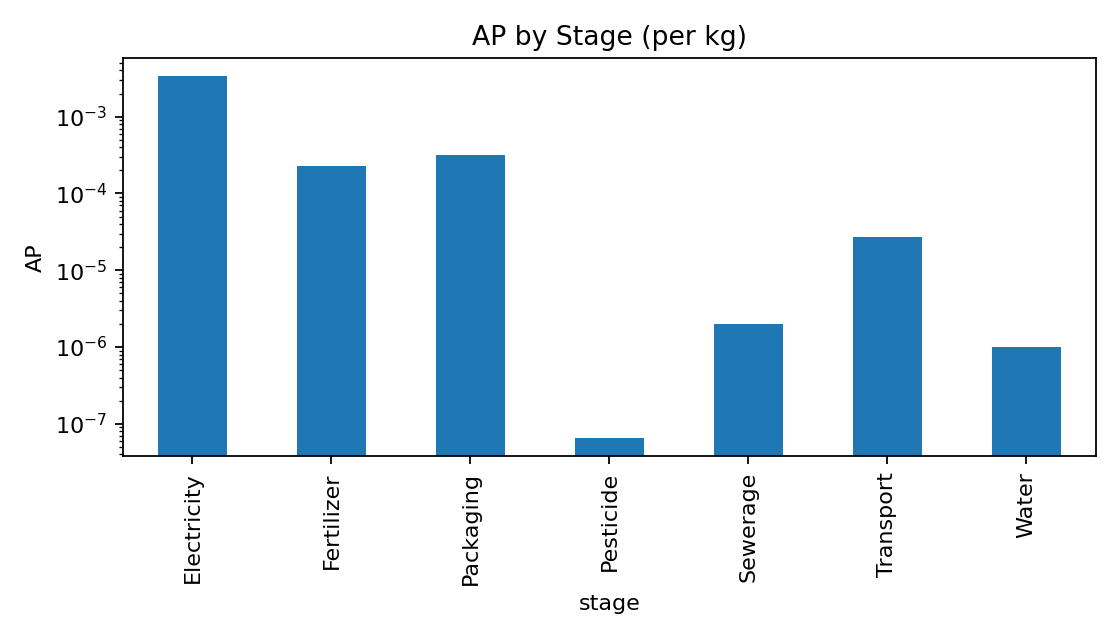 AP by Stage (per kg)
AP
10⁻³
10⁻⁴
10⁻⁵
10⁻⁶
10⁻⁷
Electricity
Fertilizer
Packaging
Pesticide
Sewerage
Transport
Water
stage